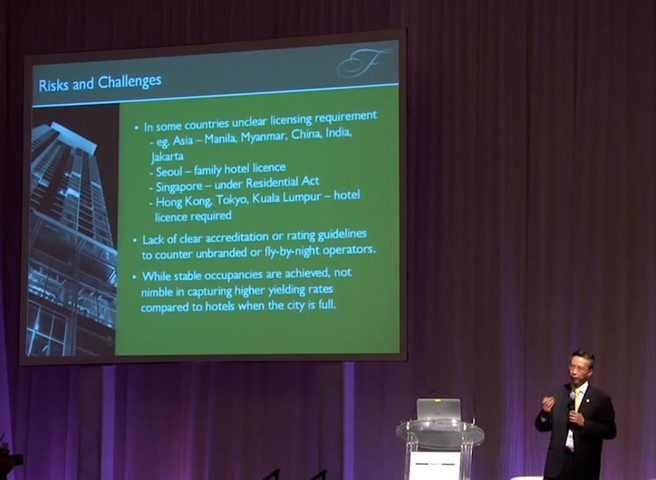 Risks and Challenges
F
• In some countries unclear licensing requirement
- eg. Asia – Manila, Myanmar, China, India,
Jakarta
- Seoul – family hotel licence
- Singapore – under Residential Act
- Hong Kong, Tokyo, Kuala Lumpur – hotel
licence required
• Lack of clear accreditation or rating guidelines
to counter unbranded or fly-by-night operators.
• While stable occupancies are achieved, not
nimble in capturing higher yielding rates
compared to hotels when the city is full.